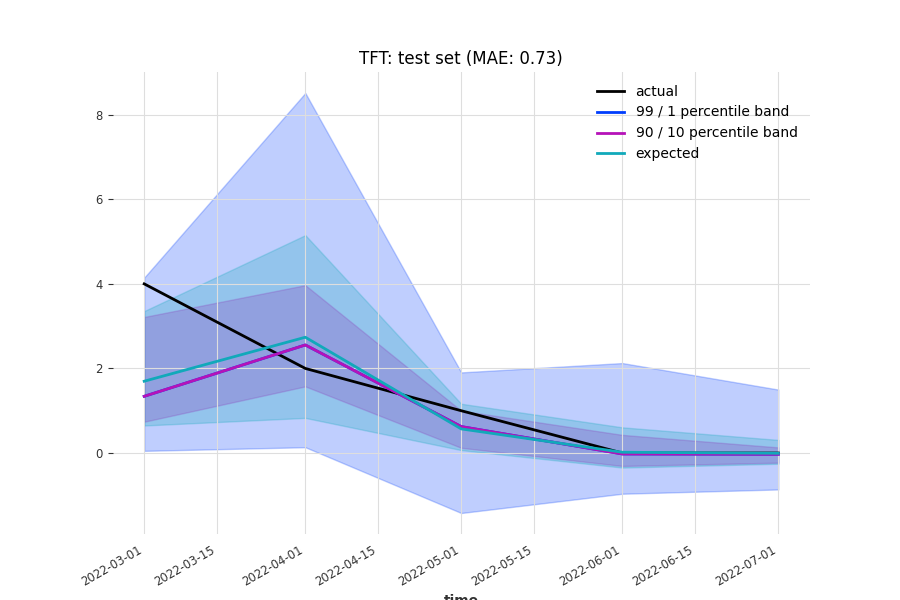 TFT: test set (MAE: 0.73)
actual
99 / 1 percentile band
90 / 10 percentile band
expected
8
6
4
2
0
2022-03-01
2022-03-15
2022-04-01
2022-04-15
2022-05-01
2022-05-15
2022-06-01
2022-06-15
2022-07-01
time